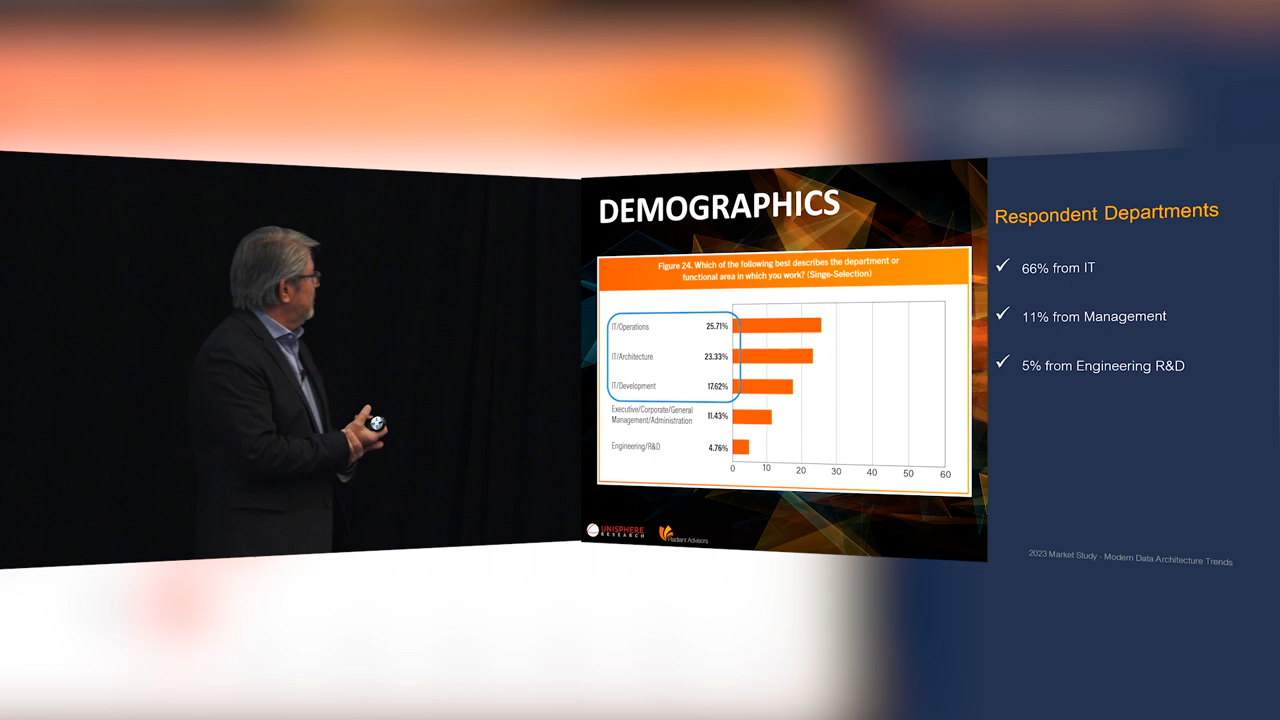 DEMOGRAPHICS
Figure 24. Which of the following best describes the department or
functional area in which you work? (Singe-Selection)
IT/Operations 25.71%
IT/Architecture 23.33%
IT/Development 17.62%
Executive/Corporate/General
Management/Administration 11.43%
Engineering/R&D 4.76%
0 10 20 30 40 50 60
UNISPHERE
RESEARCH
Radiant Advisors
Respondent Departments
66% from IT
11% from Management
5% from Engineering R&D
2023 Market Study - Modern Data Architecture Trends